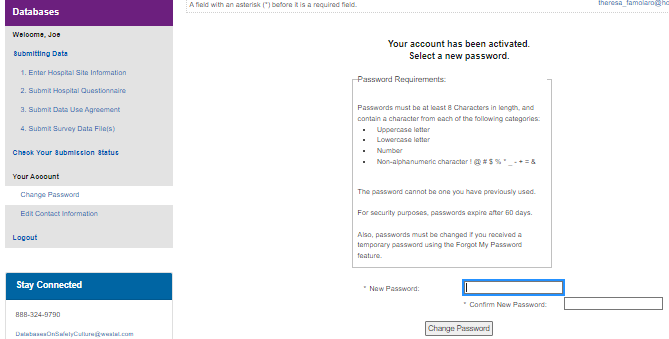 Databases
A field with an asterisk (*) before it is a required field.
theresa_famolaro@ho
Welcome, Joe
Submitting Data
1. Enter Hospital Site Information
2. Submit Hospital Questionnaire
3. Submit Data Use Agreement
4. Submit Survey Data File(s)
Check Your Submission Status
Your Account
Change Password
Edit Contact Information
Logout
Stay Connected
888-324-9790
DatabasesOnSafetyCulture@westat.com
Your account has been activated.
Select a new password.
Password Requirements:
Passwords must be at least 8 Characters in length, and
contain a character from each of the following categories:
• Uppercase letter
• Lowercase letter
• Number
• Non-alphanumeric character ! @ # $ % * _ - + = &
The password cannot be one you have previously used.
For security purposes, passwords expire after 60 days.
Also, passwords must be changed if you received a
temporary password using the Forgot My Password
feature.
* New Password:
* Confirm New Password:
Change Password